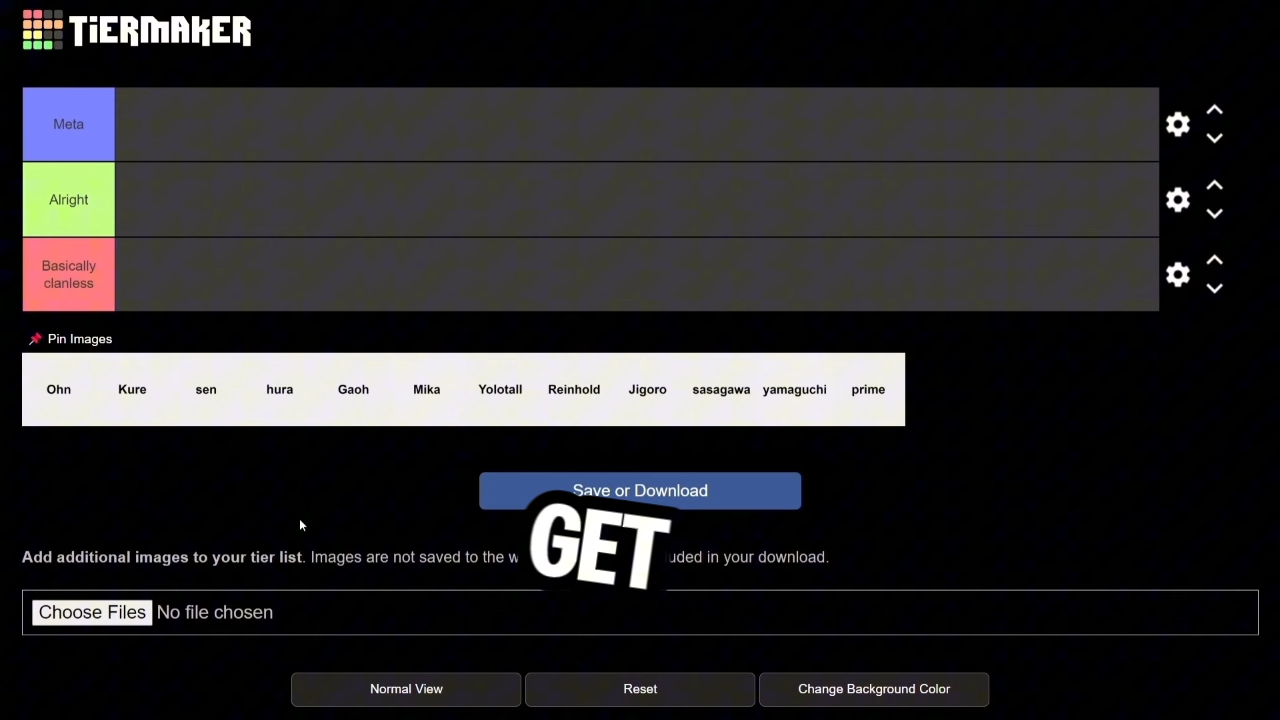 TIERMAKER
Meta
Alright
Basically
clanless
📌 Pin Images
Ohn Kure sen hura Gaoh Mika Yolotall Reinhold Jigoro sasagawa yamaguchi prime
Save or Download
GET
Add additional images to your tier list. Images are not saved to the luded in your download.
Choose Files No file chosen
Normal View Reset Change Background Color